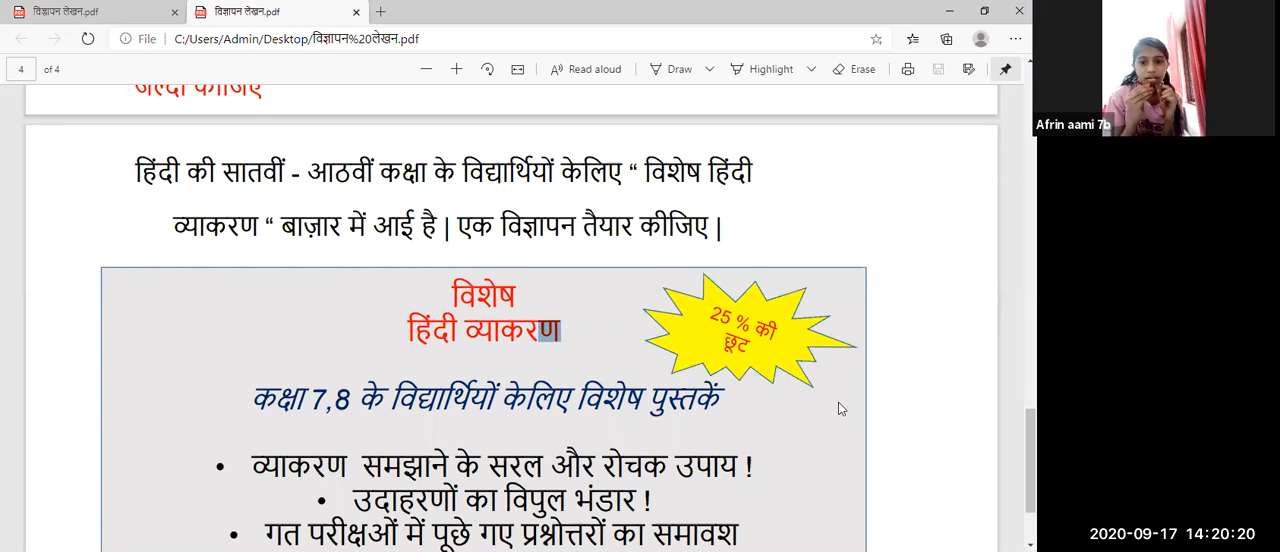 विज्ञापन लेखन.pdf
विज्ञापन लेखन.pdf
File
C:/Users/Admin/Desktop/विज्ञापन%20लेखन.pdf
4 of 4
Read aloud
Draw
Highlight
Erase
Afrin aami 7b
जल्दी कीजिए
हिंदी की सातवीं - आठवीं कक्षा के विद्यार्थियों केलिए “ विशेष हिंदी
व्याकरण “ बाज़ार में आई है | एक विज्ञापन तैयार कीजिए |
विशेष
हिंदी व्याकरण
25 % की
छूट
कक्षा 7,8 के विद्यार्थियों केलिए विशेष पुस्तकें
• व्याकरण समझाने के सरल और रोचक उपाय !
• उदाहरणों का विपुल भंडार !
• गत परीक्षओं में पूछे गए प्रश्नोत्तरों का समावश
2020-09-17 14:20:20